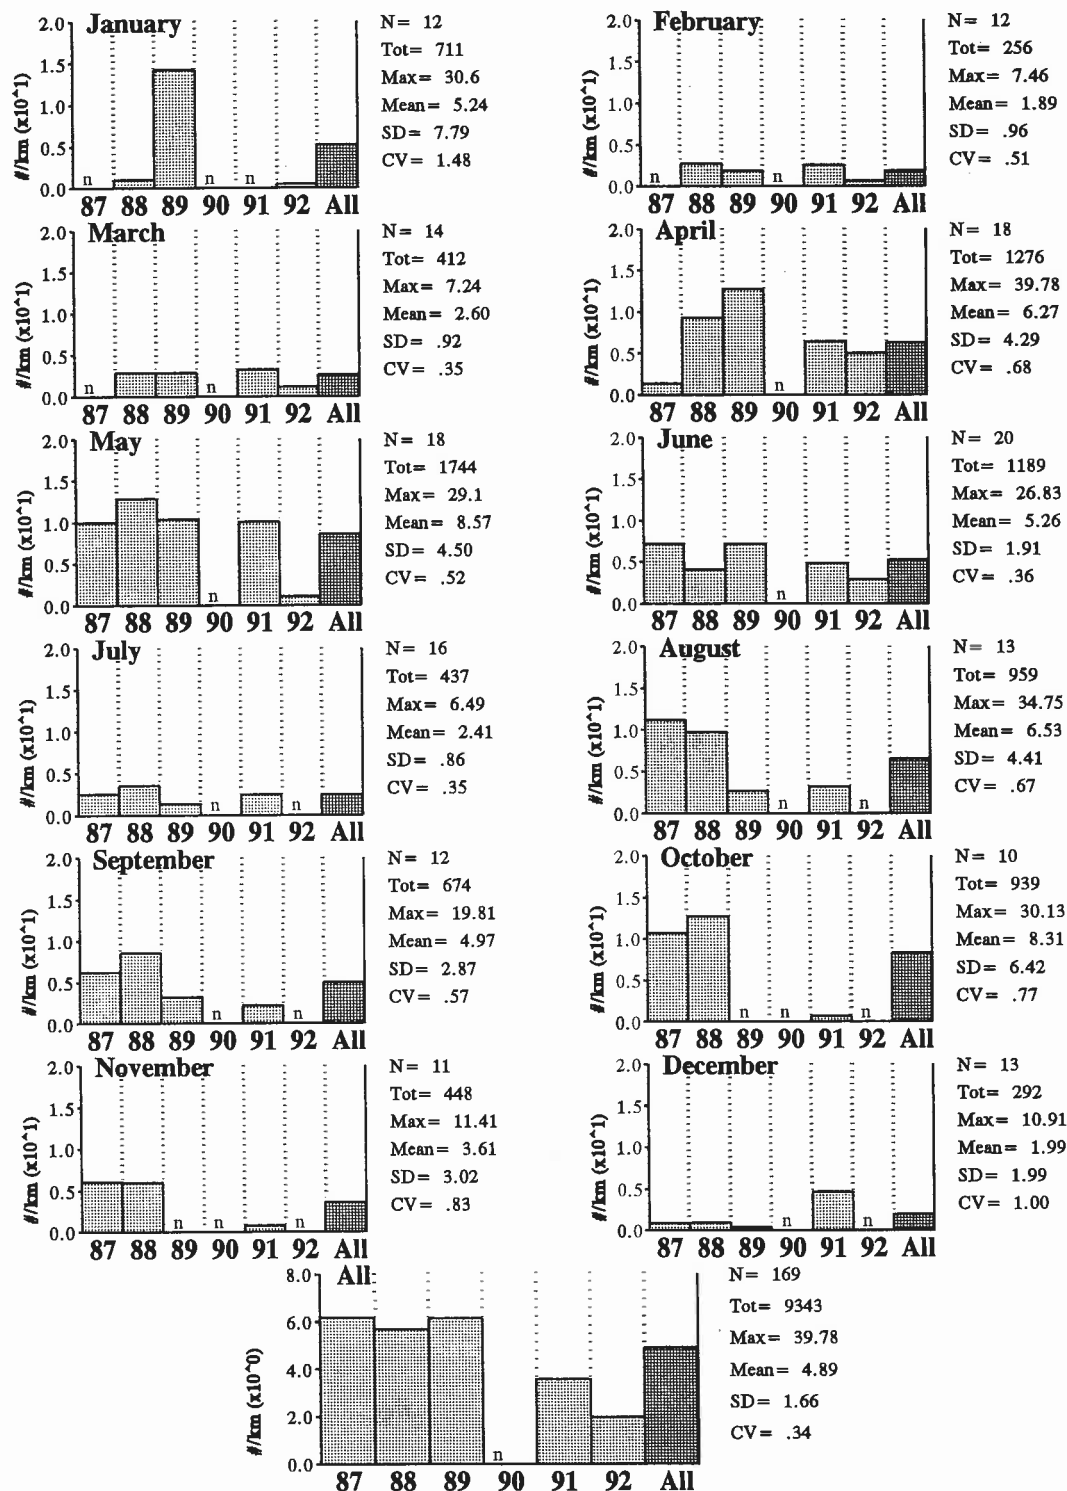 January
#/km (x10^1)
2.0
1.5
1.0
0.5
0.0
n n n
87 88 89 90 91 92 All
N= 12
Tot= 711
Max= 30.6
Mean= 5.24
SD= 7.79
CV= 1.48
February
#/km (x10^1)
2.0
1.5
1.0
0.5
0.0
n n
87 88 89 90 91 92 All
N= 12
Tot= 256
Max= 7.46
Mean= 1.89
SD= .96
CV= .51
March
#/km (x10^1)
2.0
1.5
1.0
0.5
0.0
n n
87 88 89 90 91 92 All
N= 14
Tot= 412
Max= 7.24
Mean= 2.60
SD= .92
CV= .35
April
#/km (x10^1)
2.0
1.5
1.0
0.5
0.0
n
87 88 89 90 91 92 All
N= 18
Tot= 1276
Max= 39.78
Mean= 6.27
SD= 4.29
CV= .68
May
#/km (x10^1)
2.0
1.5
1.0
0.5
0.0
n
87 88 89 90 91 92 All
N= 18
Tot= 1744
Max= 29.1
Mean= 8.57
SD= 4.50
CV= .52
June
#/km (x10^1)
2.0
1.5
1.0
0.5
0.0
n
87 88 89 90 91 92 All
N= 20
Tot= 1189
Max= 26.83
Mean= 5.26
SD= 1.91
CV= .36
July
#/km (x10^1)
2.0
1.5
1.0
0.5
0.0
n n
87 88 89 90 91 92 All
N= 16
Tot= 437
Max= 6.49
Mean= 2.41
SD= .86
CV= .35
August
#/km (x10^1)
2.0
1.5
1.0
0.5
0.0
n n
87 88 89 90 91 92 All
N= 13
Tot= 959
Max= 34.75
Mean= 6.53
SD= 4.41
CV= .67
September
#/km (x10^1)
2.0
1.5
1.0
0.5
0.0
n n
87 88 89 90 91 92 All
N= 12
Tot= 674
Max= 19.81
Mean= 4.97
SD= 2.87
CV= .57
October
#/km (x10^1)
2.0
1.5
1.0
0.5
0.0
n n n
87 88 89 90 91 92 All
N= 10
Tot= 939
Max= 30.13
Mean= 8.31
SD= 6.42
CV= .77
November
#/km (x10^1)
2.0
1.5
1.0
0.5
0.0
n n n
87 88 89 90 91 92 All
N= 11
Tot= 448
Max= 11.41
Mean= 3.61
SD= 3.02
CV= .83
December
#/km (x10^1)
2.0
1.5
1.0
0.5
0.0
n n
87 88 89 90 91 92 All
N= 13
Tot= 292
Max= 10.91
Mean= 1.99
SD= 1.99
CV= 1.00
All
#/km (x10^0)
8.0
6.0
4.0
2.0
0.0
n
87 88 89 90 91 92 All
N= 169
Tot= 9343
Max= 39.78
Mean= 4.89
SD= 1.66
CV= .34